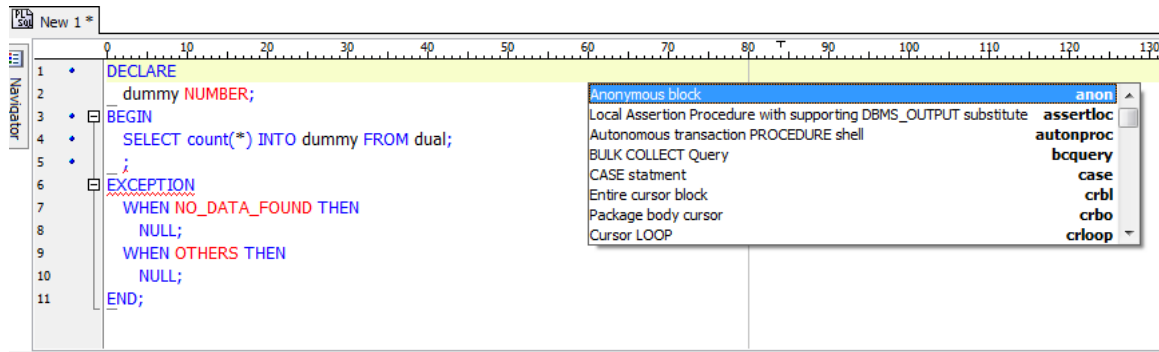 PL/ SQL New 1 *
0 10 20 30 40 50 60 70 80 90 100 110 120 130
Navigator
1 DECLARE
2 dummy NUMBER;
3 BEGIN
4 SELECT count(*) INTO dummy FROM dual;
5 ;
6 EXCEPTION
7 WHEN NO_DATA_FOUND THEN
8 NULL;
9 WHEN OTHERS THEN
10 NULL;
11 END;
Anonymous block anon
Local Assertion Procedure with supporting DBMS_OUTPUT substitute assertloc
Autonomous transaction PROCEDURE shell autonproc
BULK COLLECT Query bcquery
CASE statment case
Entire cursor block crbl
Package body cursor crbo
Cursor LOOP crloop